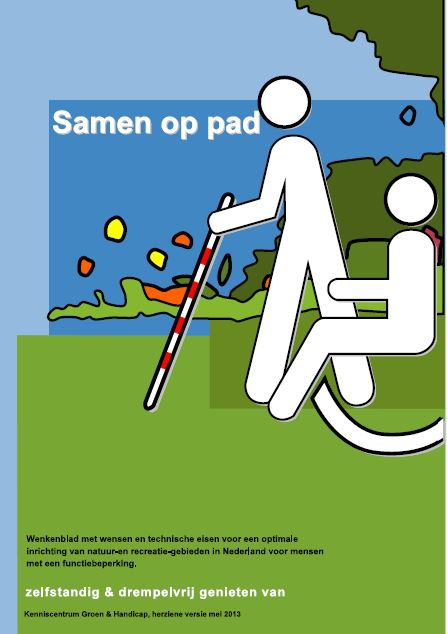 Samen op pad
Wenkenblad met wensen en technische eisen voor een optimale
inrichting van natuur-en recreatie-gebieden in Nederland voor mensen
met een functiebeperking.
zelfstandig & drempelvrij genieten van
Kenniscentrum Groen & Handicap, herziene versie mei 2013